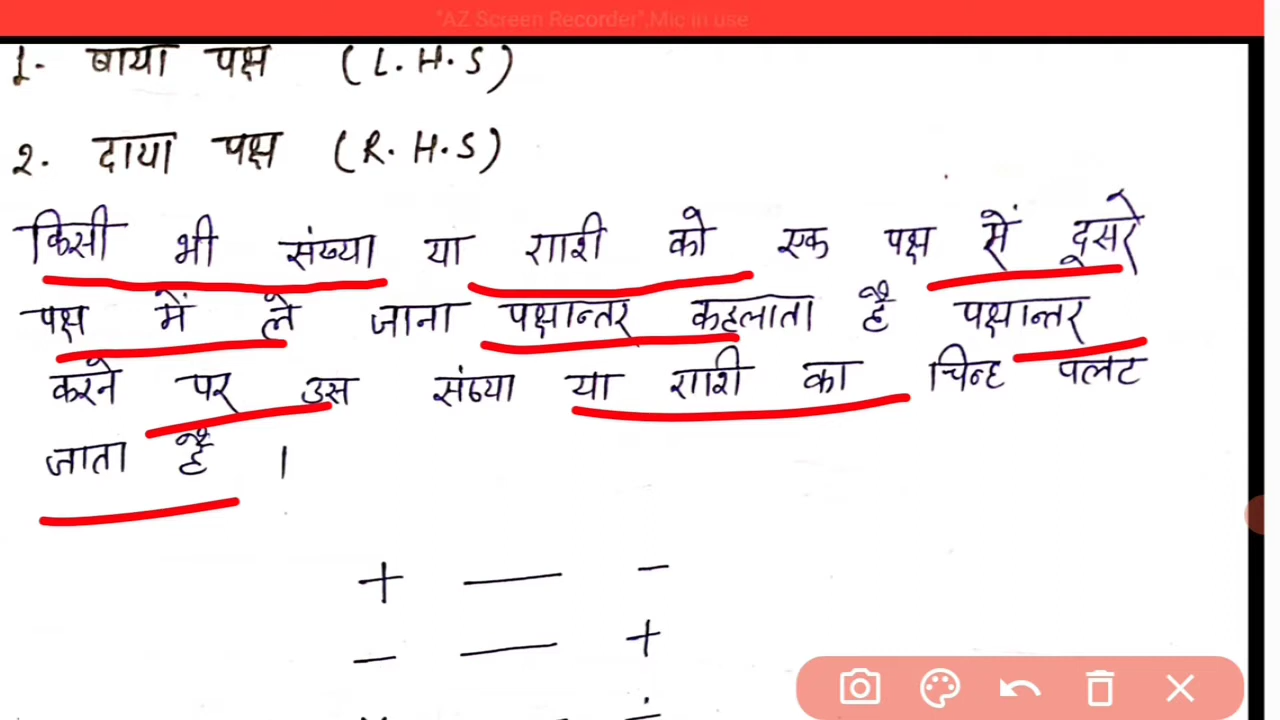 "AZ Screen Recorder",Mic in use
1. बाया पक्ष (L.H.S)
2. दाया पक्ष (R.H.S)
किसी भी संख्या या राशी को एक पक्ष में दूसरे
पक्ष में ले जाना पक्षान्तर कहलाता है पक्षान्तर
करने पर उस संख्या या राशी का चिन्ह पलट
जाता है ।
+ — -
- — +